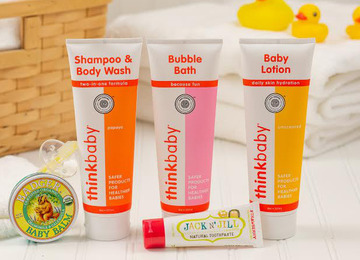 Shampoo &
Body Wash
two-in-one formula
papaya
thinkbaby
SAFER
PRODUCTS
FOR
HEALTHIER
BABIES
Bubble
Bath
because fun
thinkbaby
SAFER
PRODUCTS
FOR
HEALTHIER
BABIES
Baby
Lotion
daily skin hydration
thinkbaby
SAFER
PRODUCTS
FOR
HEALTHIER
BABIES
BADGER
BABY BALM
JACK N' JILL
NATURAL TOOTHPASTE